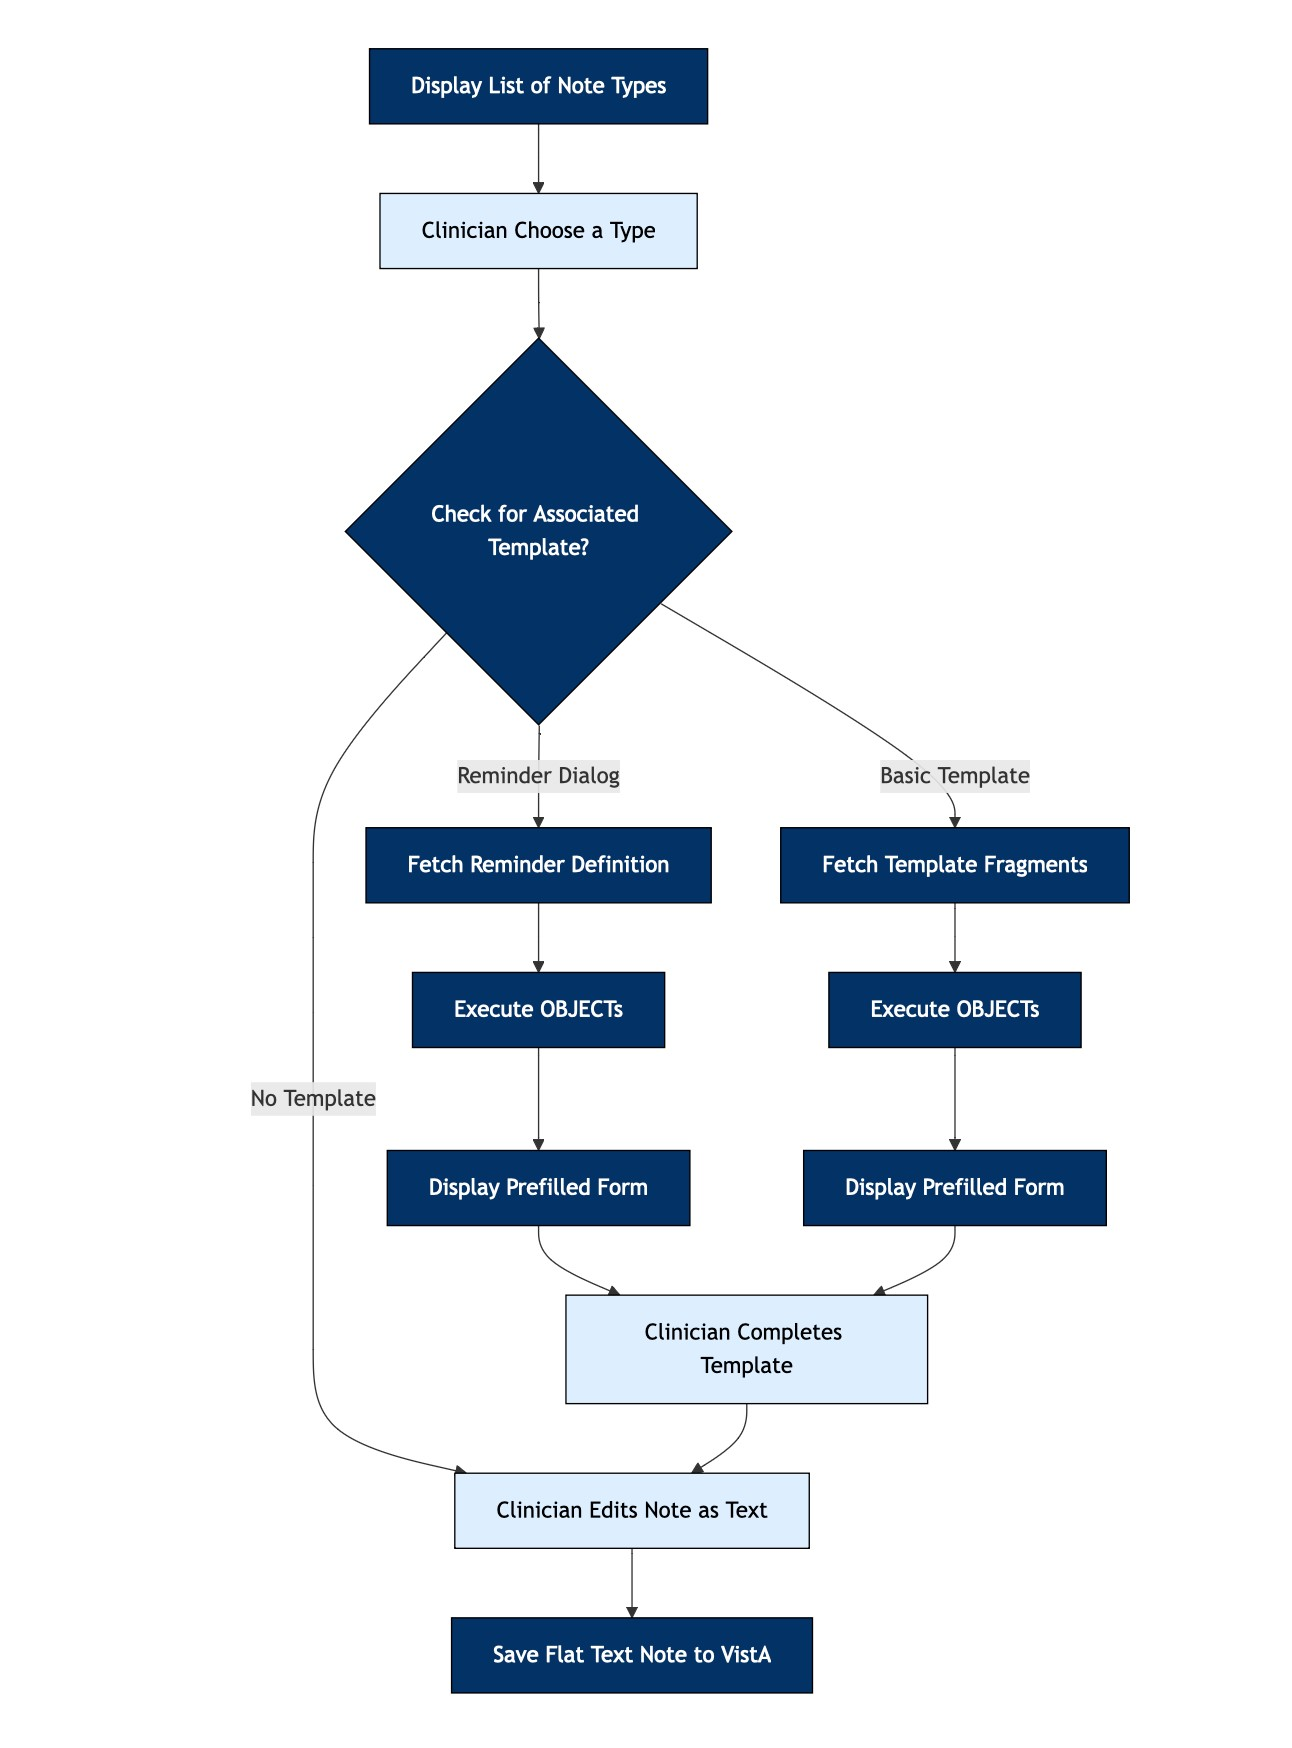 Display List of Note Types
Clinician Choose a Type
Check for Associated
Template?
Reminder Dialog
Basic Template
Fetch Reminder Definition
Fetch Template Fragments
Execute OBJECTs
Execute OBJECTs
No Template
Display Prefilled Form
Display Prefilled Form
Clinician Completes
Template
Clinician Edits Note as Text
Save Flat Text Note to VistA